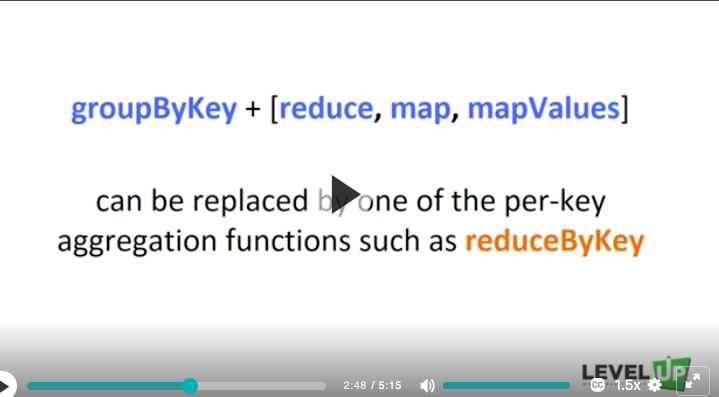 groupByKey + [reduce, map, mapValues]
can be replaced by one of the per-key
aggregation functions such as reduceByKey
LEVEL UP
2:48 / 5:15
CC
1.5x